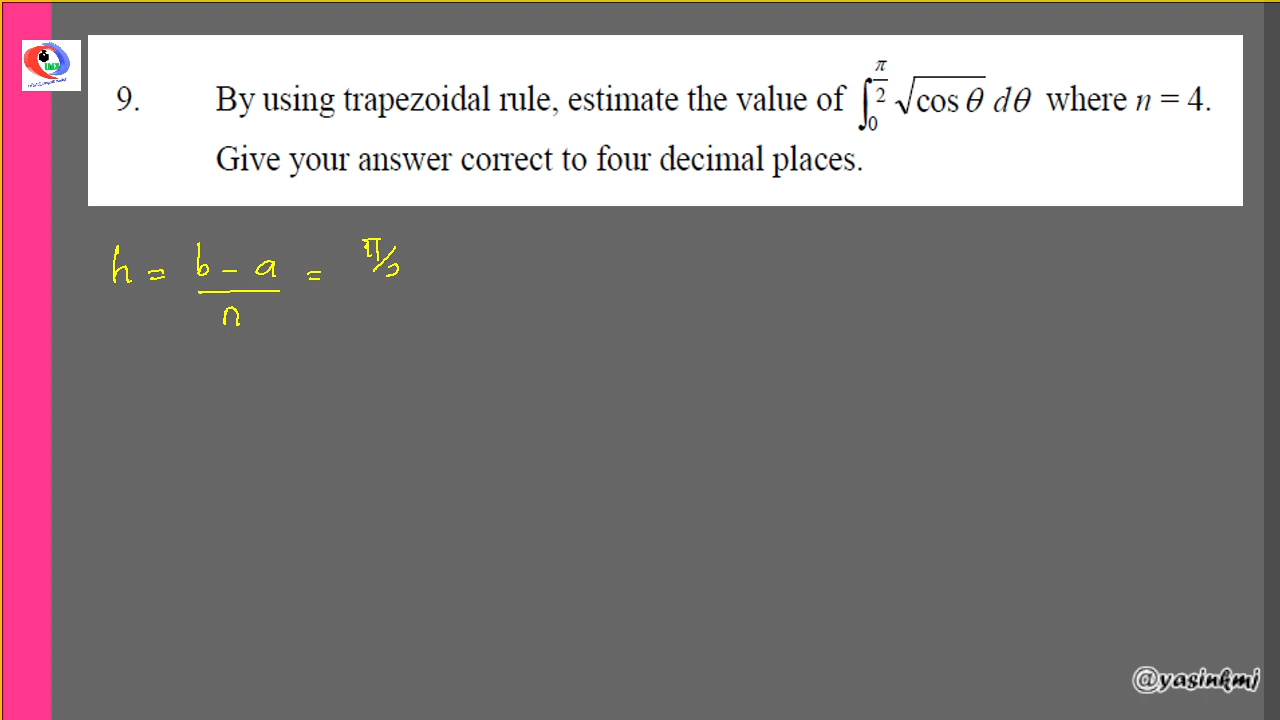 9. By using trapezoidal rule, estimate the value of ∫₀^(π/2) √cos θ dθ where n = 4.
Give your answer correct to four decimal places.
h = (b - a)/n = π/2
@yasinkmj